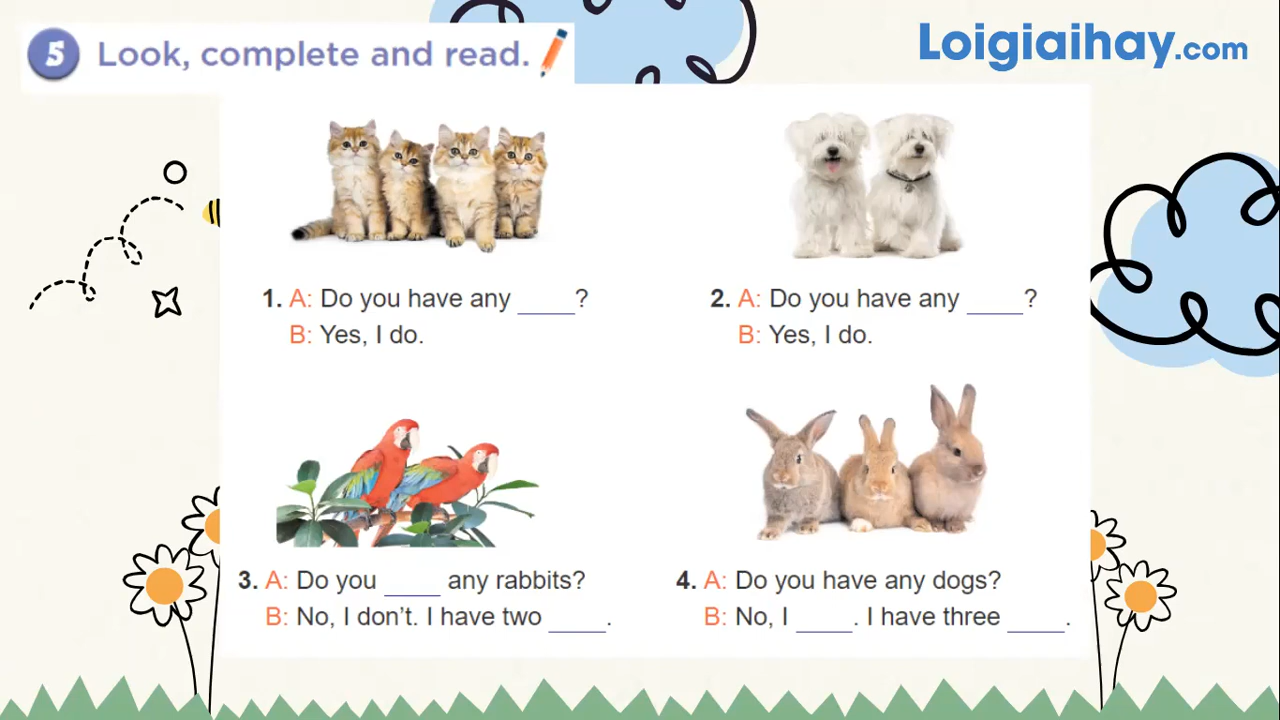 5 Look, complete and read.
Loigiaihay.com
1. A: Do you have any ____?
B: Yes, I do.
2. A: Do you have any ____?
B: Yes, I do.
3. A: Do you ____ any rabbits?
B: No, I don't. I have two ____.
4. A: Do you have any dogs?
B: No, I ____. I have three ____.